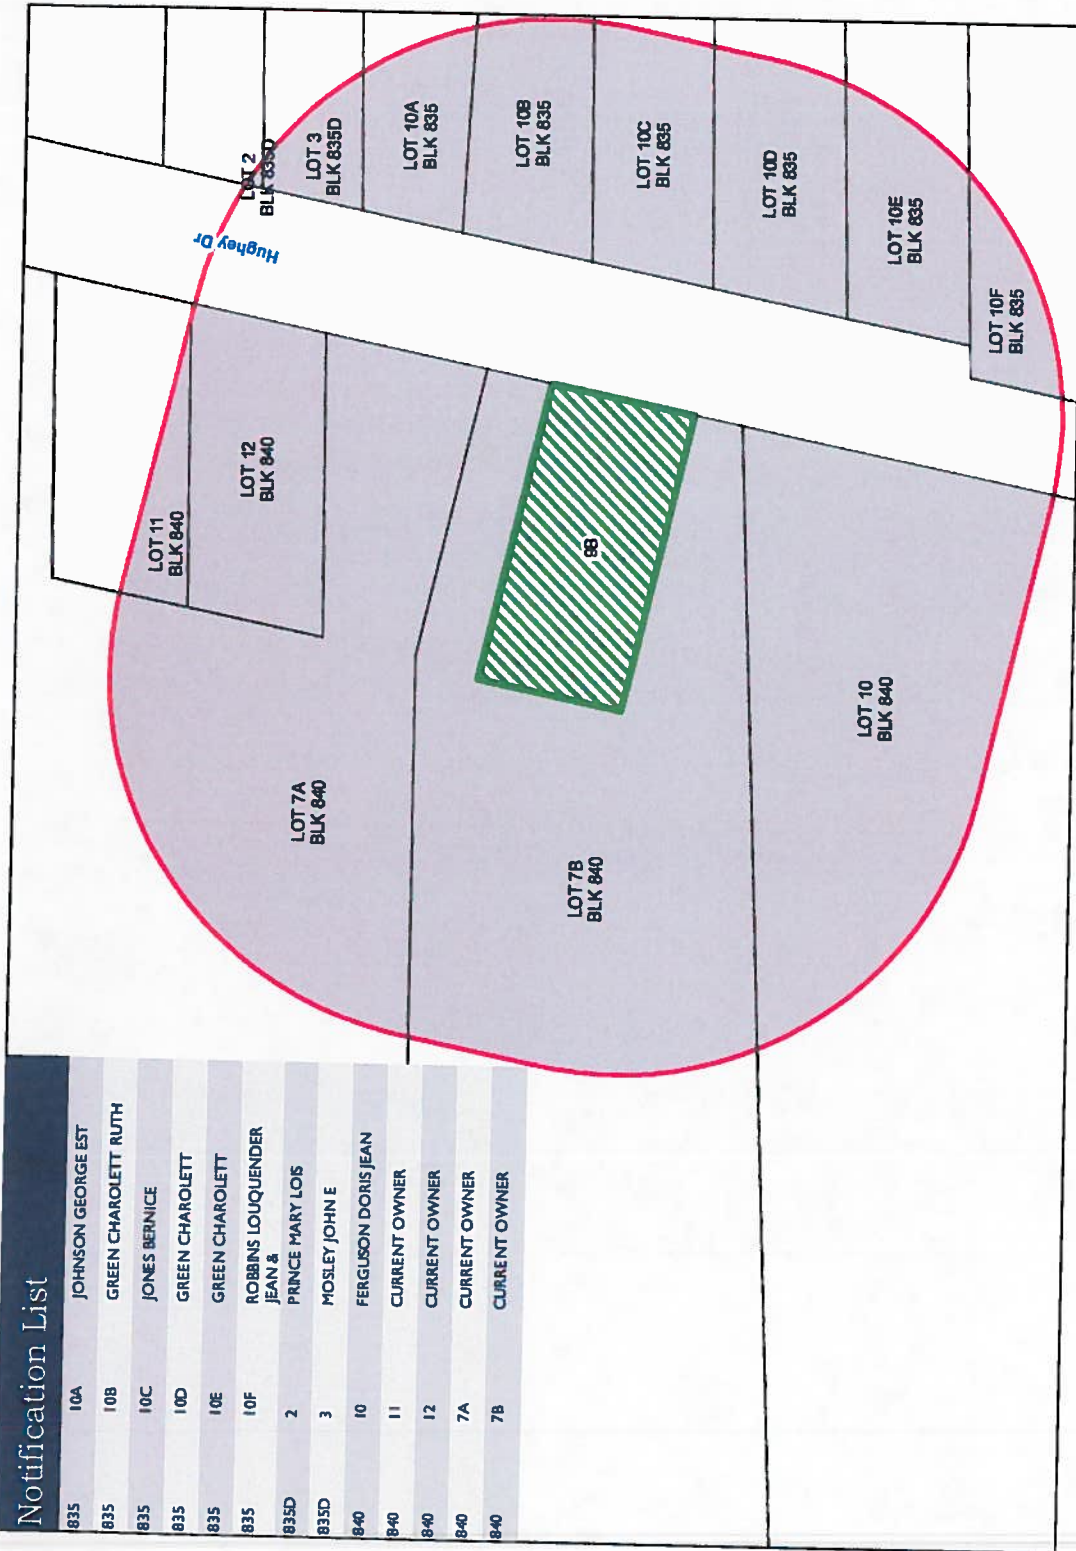 Notification List
835 10A JOHNSON GEORGE EST
835 10B GREEN CHAROLETT RUTH
835 10C JONES BERNICE
835 10D GREEN CHAROLETT
835 10E GREEN CHAROLETT
835 10F ROBBINS LOUQUENDER
JEAN &
835D 2 PRINCE MARY LOIS
835D 3 MOSLEY JOHN E
840 10 FERGUSON DORIS JEAN
840 11 CURRENT OWNER
840 12 CURRENT OWNER
840 7A CURRENT OWNER
840 7B CURRENT OWNER
LOT 7A
BLK 840
LOT 7B
BLK 840
LOT 10
BLK 840
LOT 11
BLK 840
LOT 12
BLK 840
9B
Hughey Dr
LOT 2
BLK 835D
LOT 3
BLK 835D
LOT 10A
BLK 835
LOT 10B
BLK 835
LOT 10C
BLK 835
LOT 10D
BLK 835
LOT 10E
BLK 835
LOT 10F
BLK 835